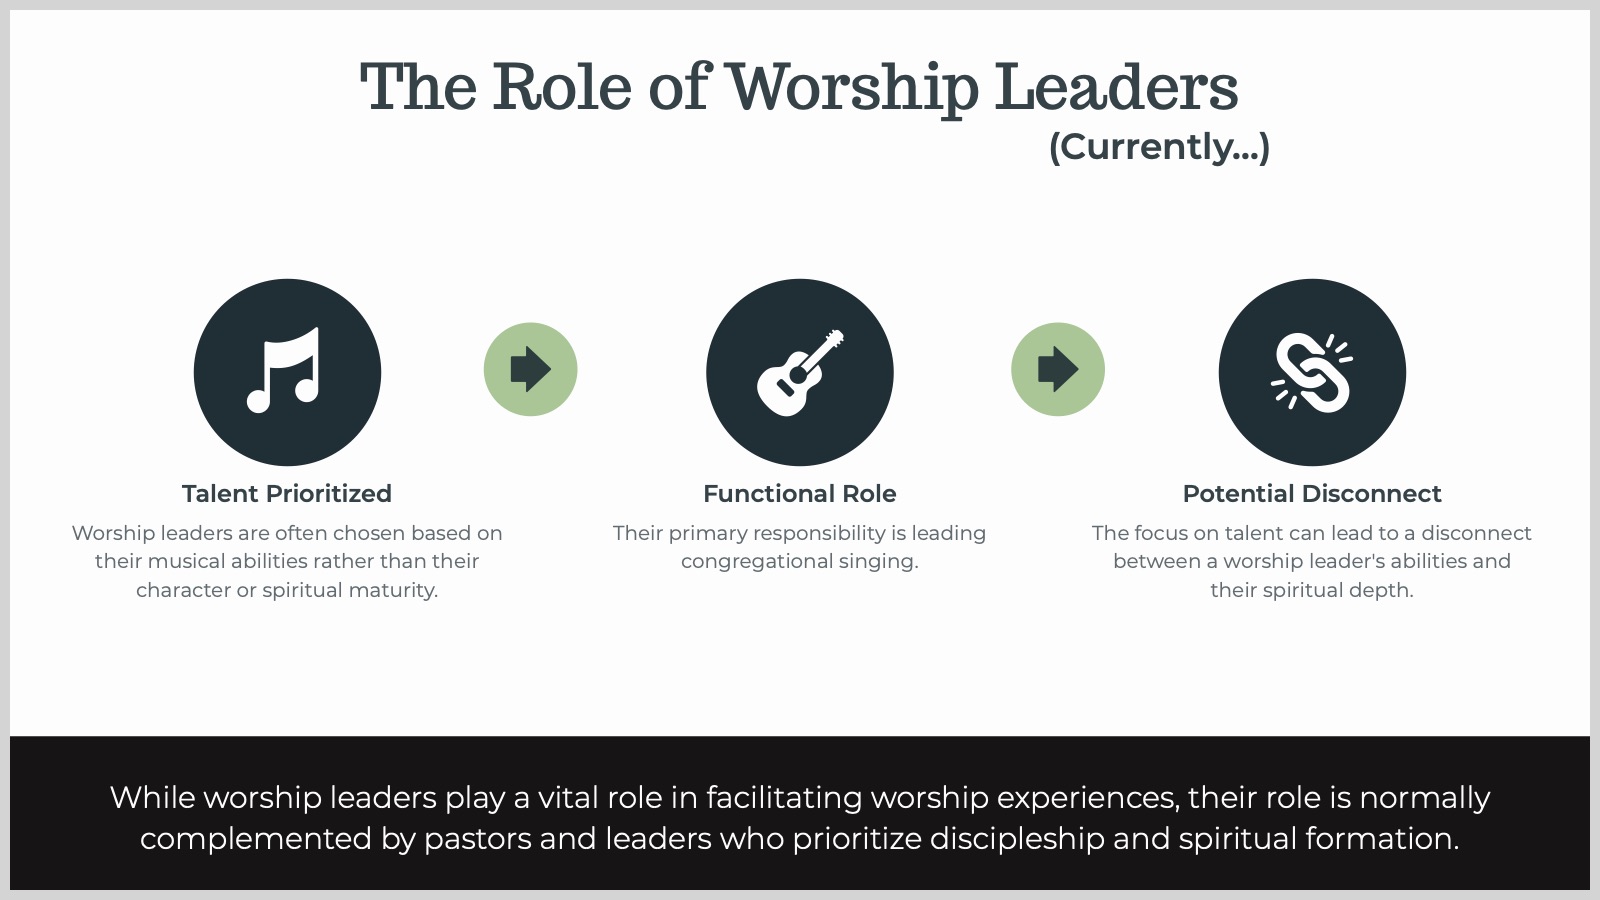 The Role of Worship Leaders
(Currently...)
Talent Prioritized
Worship leaders are often chosen based on
their musical abilities rather than their
character or spiritual maturity.
Functional Role
Their primary responsibility is leading
congregational singing.
Potential Disconnect
The focus on talent can lead to a disconnect
between a worship leader's abilities and
their spiritual depth.
While worship leaders play a vital role in facilitating worship experiences, their role is normally
complemented by pastors and leaders who prioritize discipleship and spiritual formation.